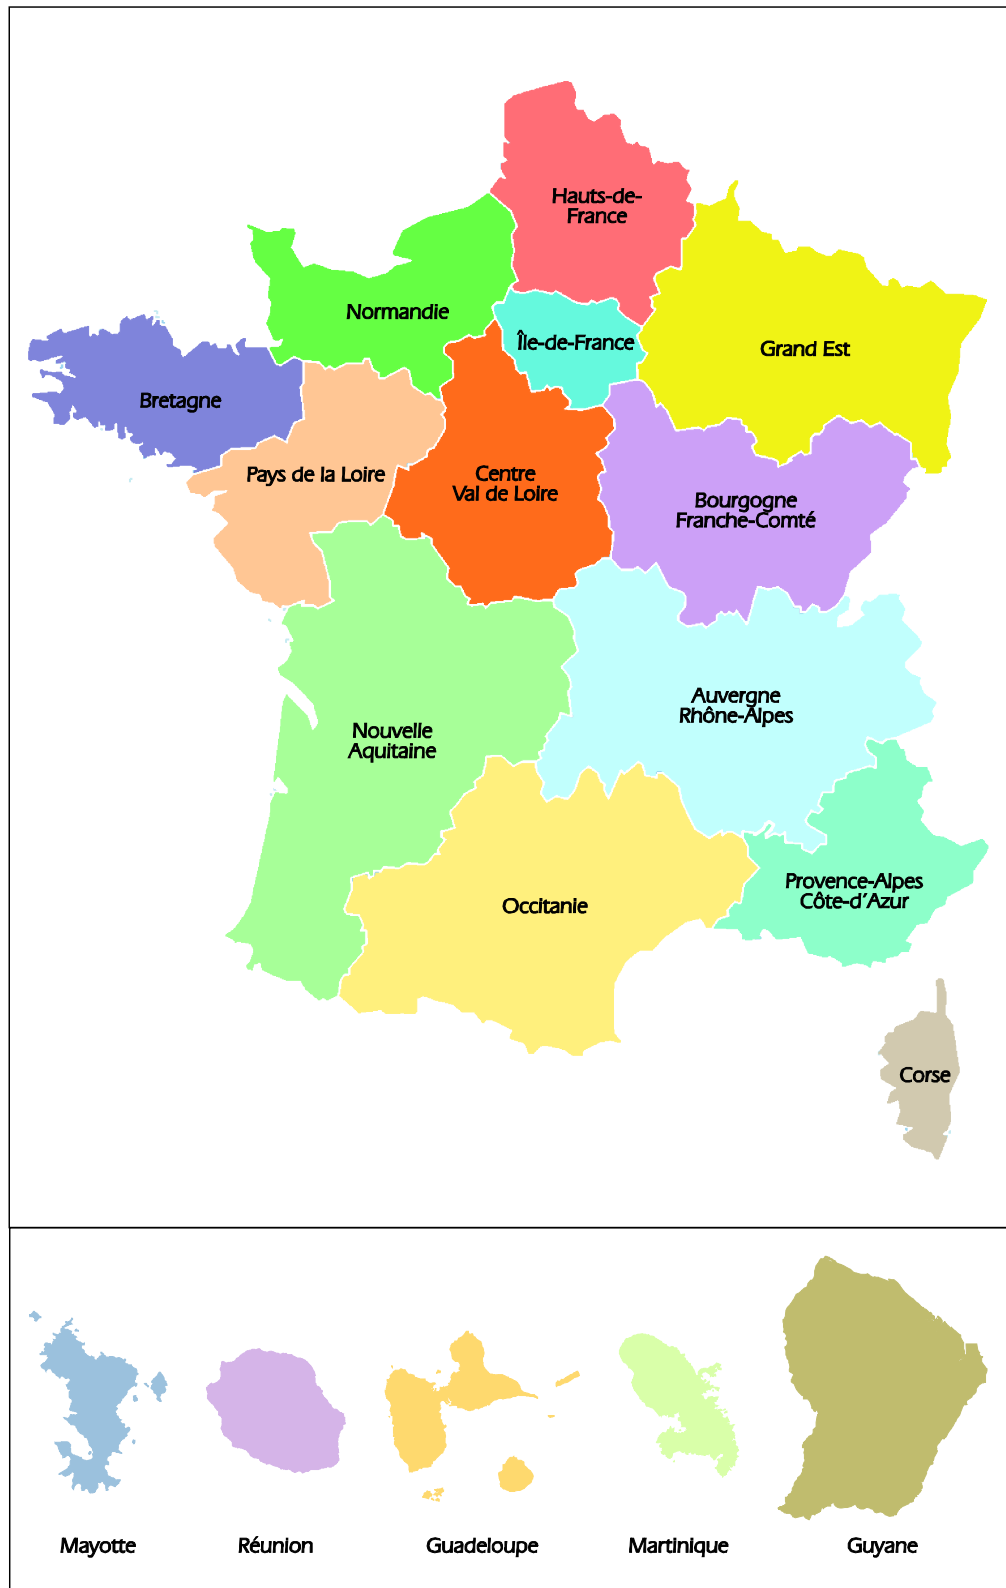 Hauts-de-
France
Normandie
Île-de-France
Grand Est
Bretagne
Pays de la Loire
Centre
Val de Loire
Bourgogne
Franche-Comté
Auvergne
Rhône-Alpes
Nouvelle
Aquitaine
Provence-Alpes
Côte-d'Azur
Occitanie
Corse
Mayotte
Réunion
Guadeloupe
Martinique
Guyane